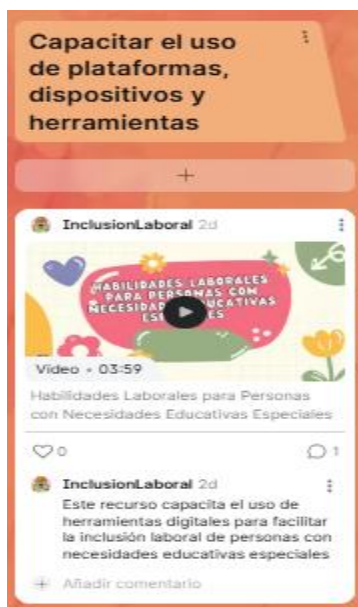 Capacitar el uso
de plataformas,
dispositivos y
herramientas
+
InclusionLaboral 2d
HABILIDADES LABORALES
PARA PERSONAS CON
NECESIDADES EDUCATIVAS
ESPECIALES
Vídeo • 03:59
Habilidades Laborales para Personas
con Necesidades Educativas Especiales
0 1
InclusionLaboral 2d
Este recurso capacita el uso de
herramientas digitales para facilitar
la inclusión laboral de personas con
necesidades educativas especiales
+ Añadir comentario